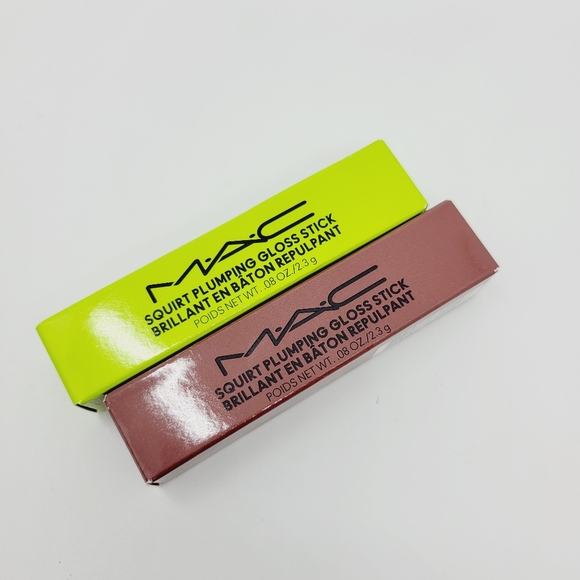 M·A·C
SQUIRT PLUMPING GLOSS STICK
BRILLANT EN BÂTON REPULPANT
POIDS NET WT. .08 OZ./2.3 g
M·A·C
SQUIRT PLUMPING GLOSS STICK
BRILLANT EN BÂTON REPULPANT
POIDS NET WT. .08 OZ./2.3 g